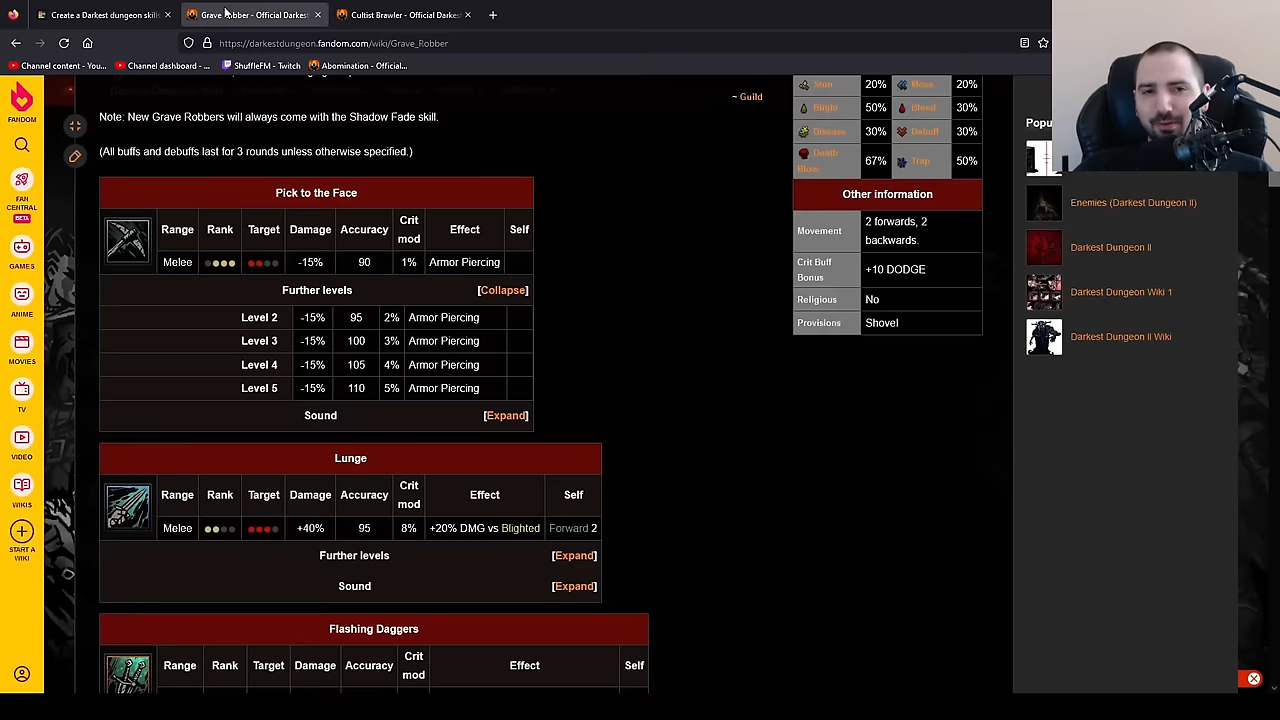 Create a Darkest dungeon skill
Grave Robber - Official Darkest
Cultist Brawler - Official Darkest
https://darkestdungeon.fandom.com/wiki/Grave_Robber
Channel content - You...
Channel dashboard - ...
ShuffleFM - Twitch
Abomination - Official...
FANDOM
FAN CENTRAL
BETA
GAMES
ANIME
MOVIES
TV
VIDEO
WIKIS
START A WIKI
~ Guild
Note: New Grave Robbers will always come with the Shadow Fade skill.
(All buffs and debuffs last for 3 rounds unless otherwise specified.)
Pick to the Face
Range Rank Target Damage Accuracy Crit mod Effect Self
Melee -15% 90 1% Armor Piercing
Further levels [Collapse]
Level 2 -15% 95 2% Armor Piercing
Level 3 -15% 100 3% Armor Piercing
Level 4 -15% 105 4% Armor Piercing
Level 5 -15% 110 5% Armor Piercing
Sound [Expand]
Lunge
Range Rank Target Damage Accuracy Crit mod Effect Self
Melee +40% 95 8% +20% DMG vs Blighted Forward 2
Further levels [Expand]
Sound [Expand]
Flashing Daggers
Range Rank Target Damage Accuracy Crit mod Effect Self
Stun 20% Move 20%
Blight 50% Bleed 30%
Disease 30% Debuff 30%
Death Blow 67% Trap 50%
Other information
Movement 2 forwards, 2 backwards.
Crit Buff Bonus +10 DODGE
Religious No
Provisions Shovel
Popu
Enemies (Darkest Dungeon II)
Darkest Dungeon II
Darkest Dungeon Wiki 1
Darkest Dungeon II Wiki